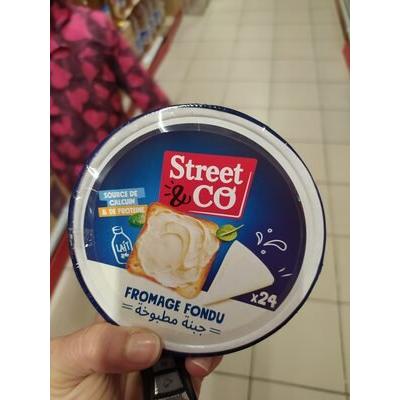 Street
& CO
SOURCE DE
CALCIUM
& DE PROTÉINE
LAIT
x24
FROMAGE FONDU
جبنة مطبوخة